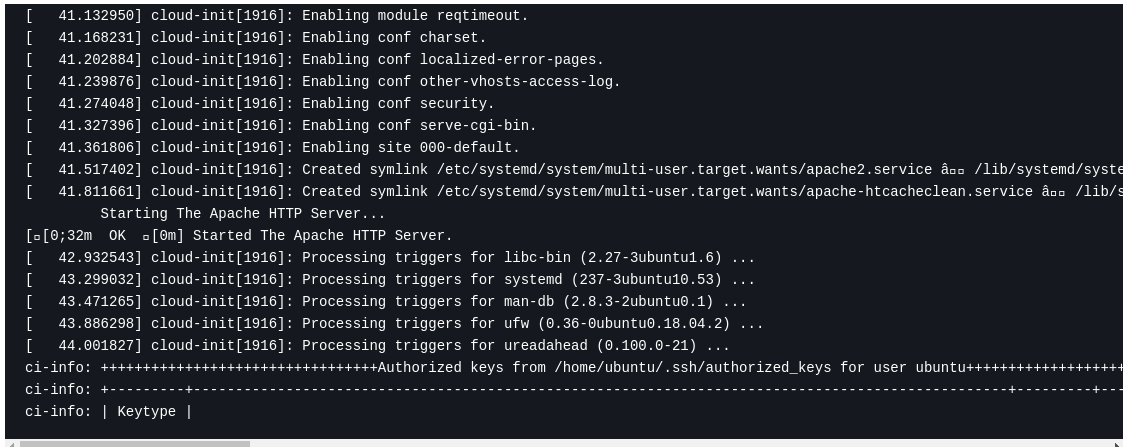 [   41.132950] cloud-init[1916]: Enabling module reqtimeout.
[   41.168231] cloud-init[1916]: Enabling conf charset.
[   41.202884] cloud-init[1916]: Enabling conf localized-error-pages.
[   41.239876] cloud-init[1916]: Enabling conf other-vhosts-access-log.
[   41.274048] cloud-init[1916]: Enabling conf security.
[   41.327396] cloud-init[1916]: Enabling conf serve-cgi-bin.
[   41.361806] cloud-init[1916]: Enabling site 000-default.
[   41.517402] cloud-init[1916]: Created symlink /etc/systemd/system/multi-user.target.wants/apache2.service â▯▯ /lib/systemd/syste
[   41.811661] cloud-init[1916]: Created symlink /etc/systemd/system/multi-user.target.wants/apache-htcacheclean.service â▯▯ /lib/s
         Starting The Apache HTTP Server...
[▯[0;32m  OK  ▯[0m] Started The Apache HTTP Server.
[   42.932543] cloud-init[1916]: Processing triggers for libc-bin (2.27-3ubuntu1.6) ...
[   43.299032] cloud-init[1916]: Processing triggers for systemd (237-3ubuntu10.53) ...
[   43.471265] cloud-init[1916]: Processing triggers for man-db (2.8.3-2ubuntu0.1) ...
[   43.886298] cloud-init[1916]: Processing triggers for ufw (0.36-0ubuntu0.18.04.2) ...
[   44.001827] cloud-init[1916]: Processing triggers for ureadahead (0.100.0-21) ...
ci-info: +++++++++++++++++++++++++++++++++Authorized keys from /home/ubuntu/.ssh/authorized_keys for user ubuntu+++++++++++++++++++
ci-info: +---------+-------------------------------------------------------------------------------------------------+---------+---
ci-info: | Keytype |